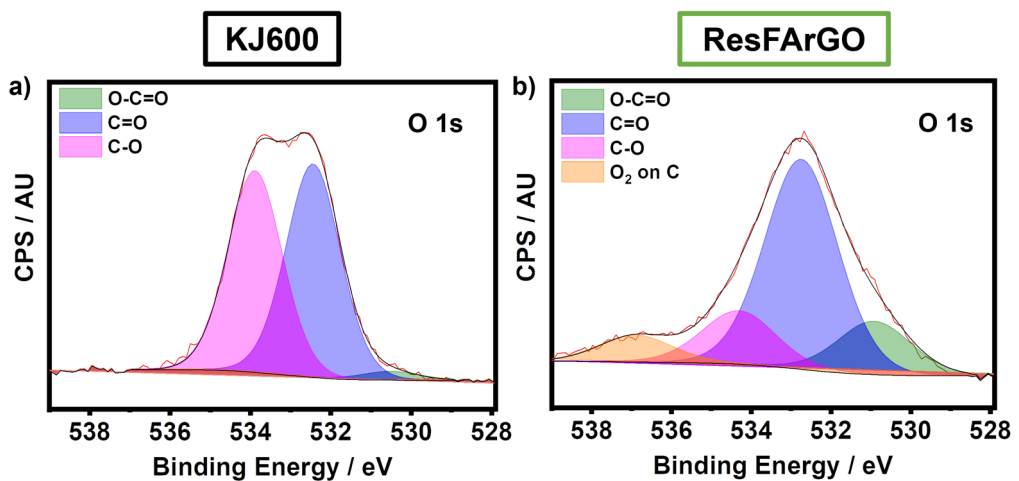 KJ600
ResFArGO
a)
O-C=O
C=O
C-O
O 1s
CPS / AU
538 536 534 532 530 528
Binding Energy / eV
b)
O-C=O
C=O
C-O
O₂ on C
O 1s
CPS / AU
538 536 534 532 530 528
Binding Energy / eV